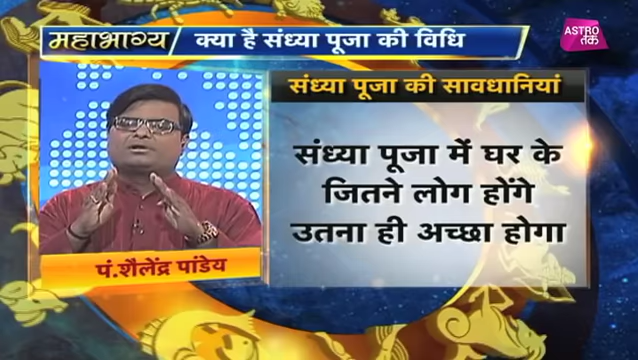 महाभाग्य
क्या है संध्या पूजा की विधि
ASTRO
तक
संध्या पूजा की सावधानियां
संध्या पूजा में घर के
जितने लोग होंगे
उतना ही अच्छा होगा
पं.शैलेंद्र पांडेय